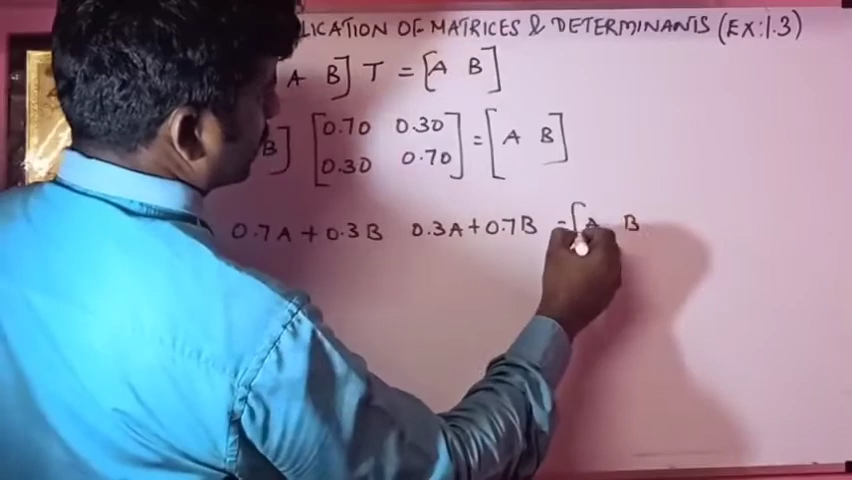 LICATION OF MATRICES & DETERMINANTS (EX:1.3)
A B] T = [A B]
B] [0.70 0.30
0.30 0.70] = [A B]
0.7A + 0.3B 0.3A + 0.7B = [A B